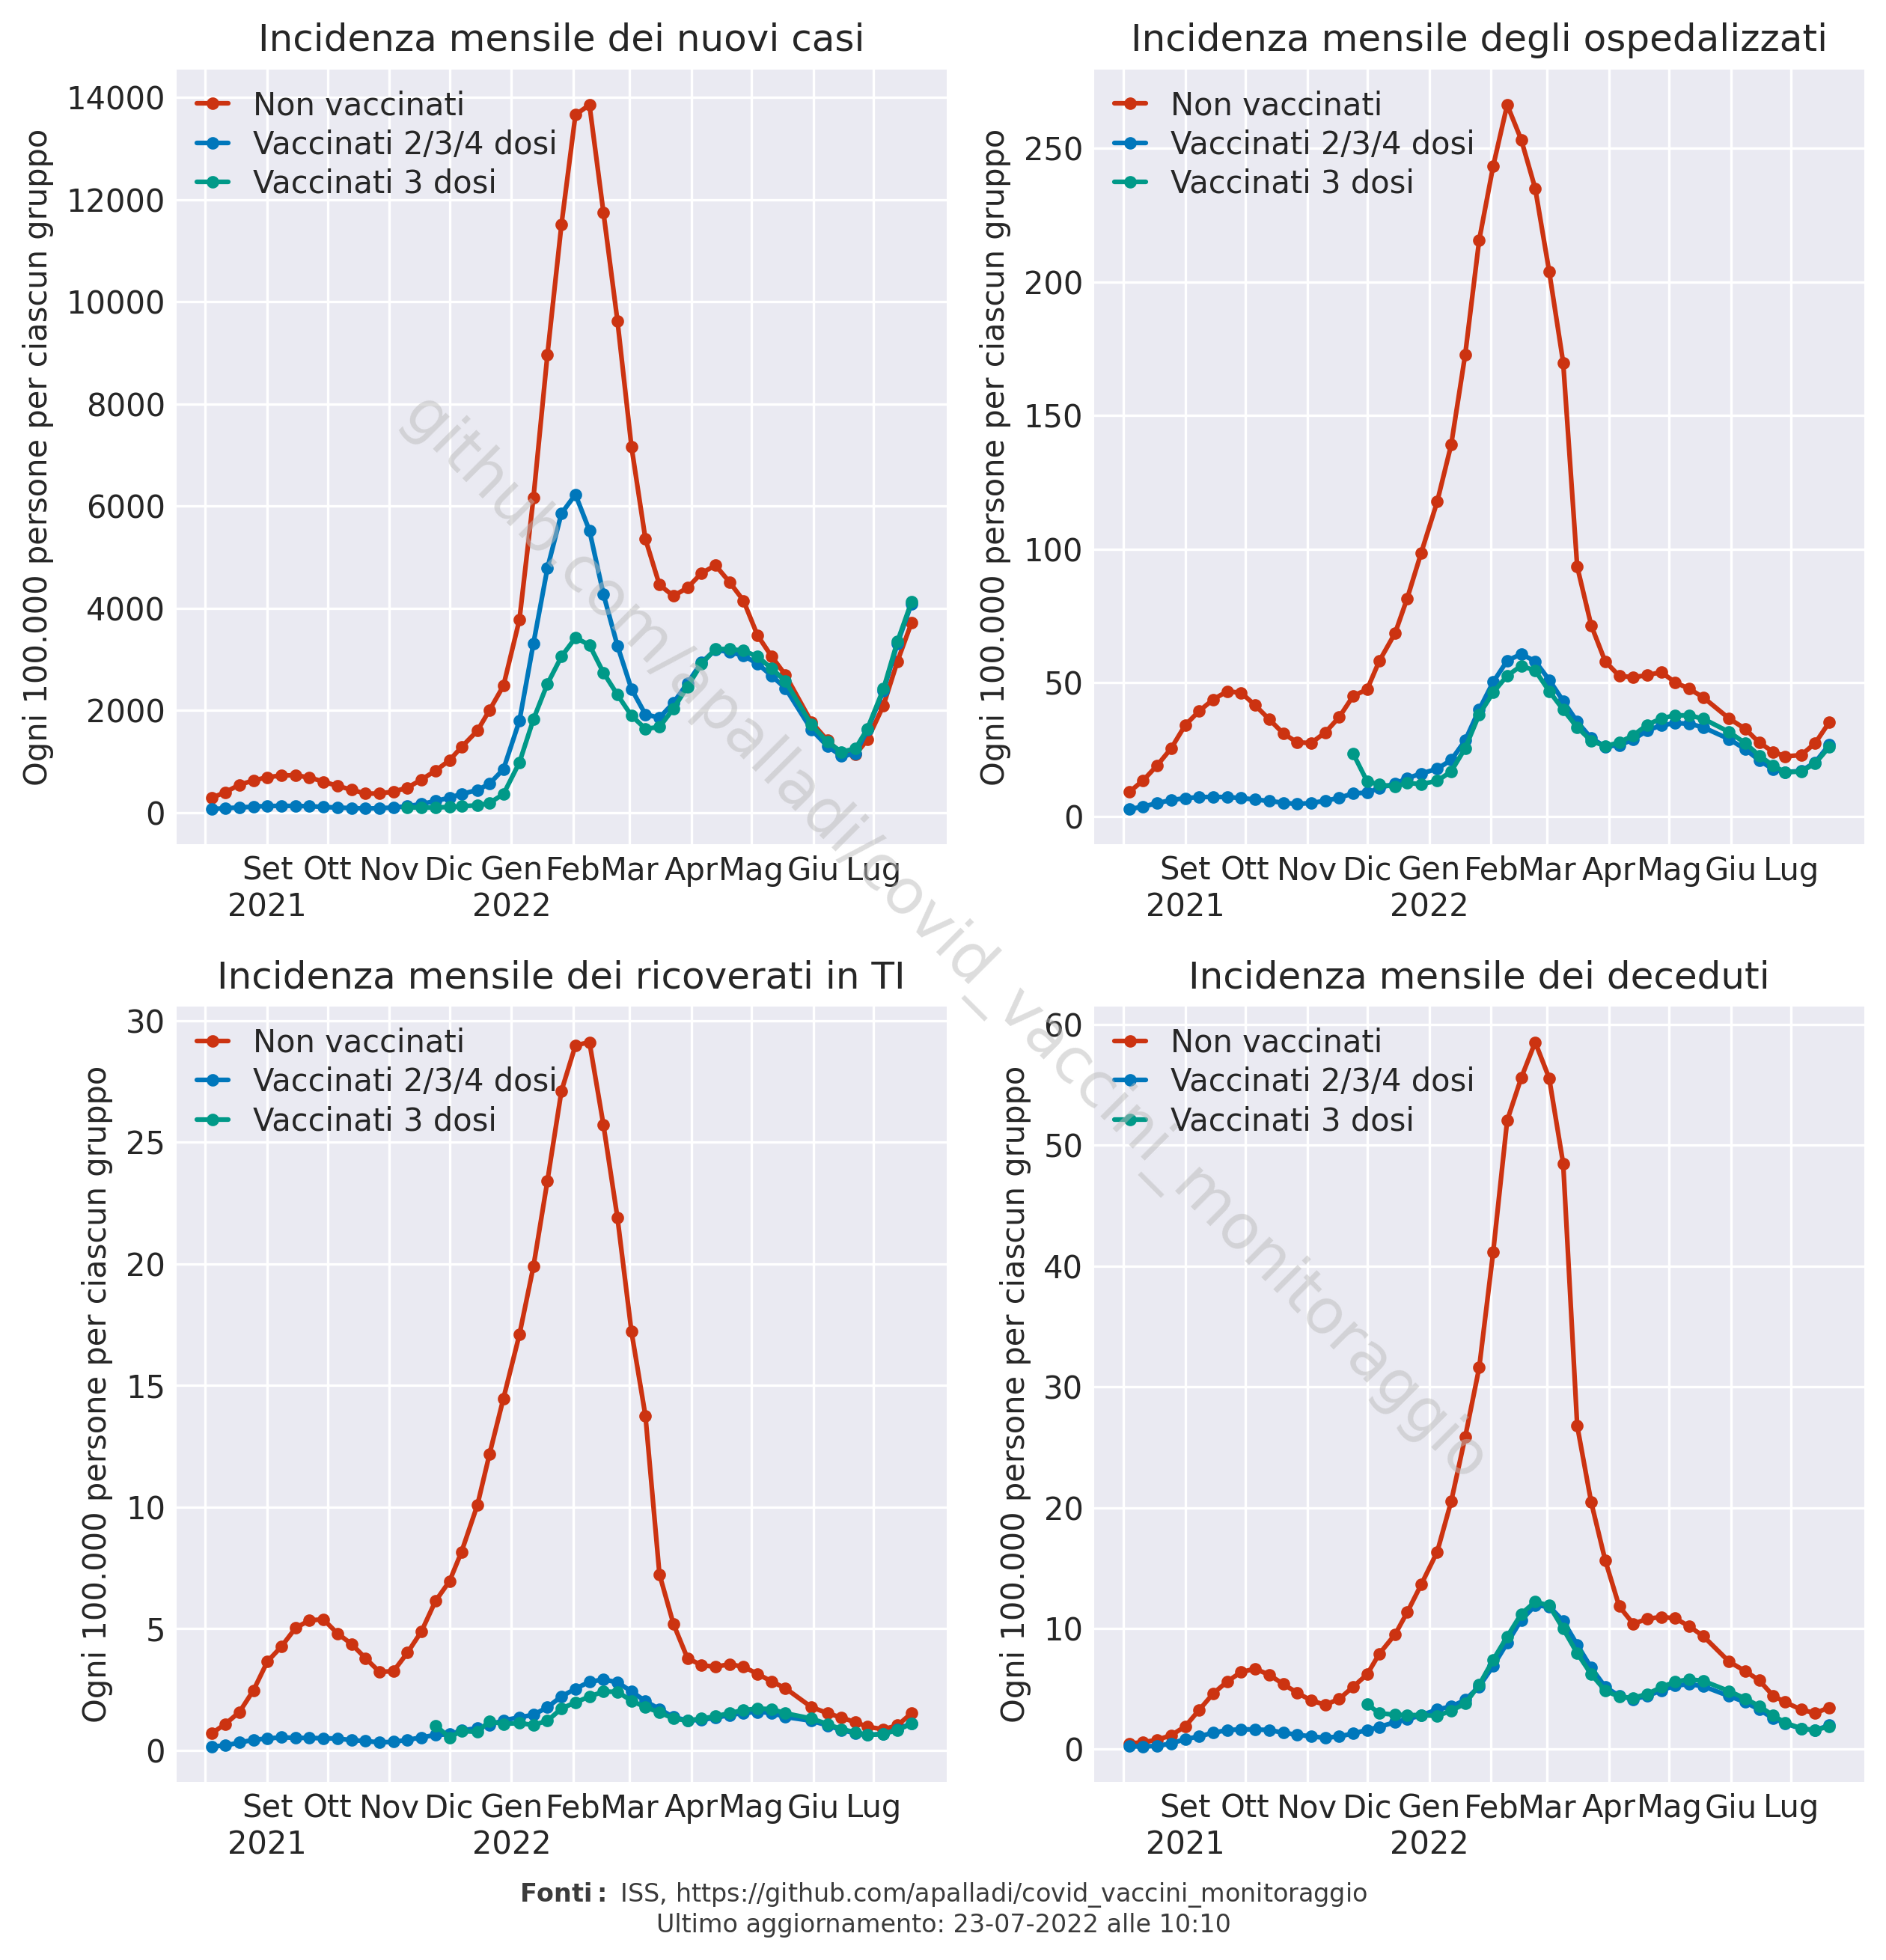 Incidenza mensile dei nuovi casi
Ogni 100.000 persone per ciascun gruppo
14000
12000
10000
8000
6000
4000
2000
0
Non vaccinati
Vaccinati 2/3/4 dosi
Vaccinati 3 dosi
Set Ott Nov Dic Gen Feb Mar Apr Mag Giu Lug
2021 2022
Incidenza mensile degli ospedalizzati
Ogni 100.000 persone per ciascun gruppo
250
200
150
100
50
0
Non vaccinati
Vaccinati 2/3/4 dosi
Vaccinati 3 dosi
Set Ott Nov Dic Gen Feb Mar Apr Mag Giu Lug
2021 2022
Incidenza mensile dei ricoverati in TI
Ogni 100.000 persone per ciascun gruppo
30
25
20
15
10
5
0
Non vaccinati
Vaccinati 2/3/4 dosi
Vaccinati 3 dosi
Set Ott Nov Dic Gen Feb Mar Apr Mag Giu Lug
2021 2022
Incidenza mensile dei deceduti
Ogni 100.000 persone per ciascun gruppo
60
50
40
30
20
10
0
Non vaccinati
Vaccinati 2/3/4 dosi
Vaccinati 3 dosi
Set Ott Nov Dic Gen Feb Mar Apr Mag Giu Lug
2021 2022
github.com/apalladi/covid_vaccini_monitoraggio
Fonti: ISS, https://github.com/apalladi/covid_vaccini_monitoraggio
Ultimo aggiornamento: 23-07-2022 alle 10:10